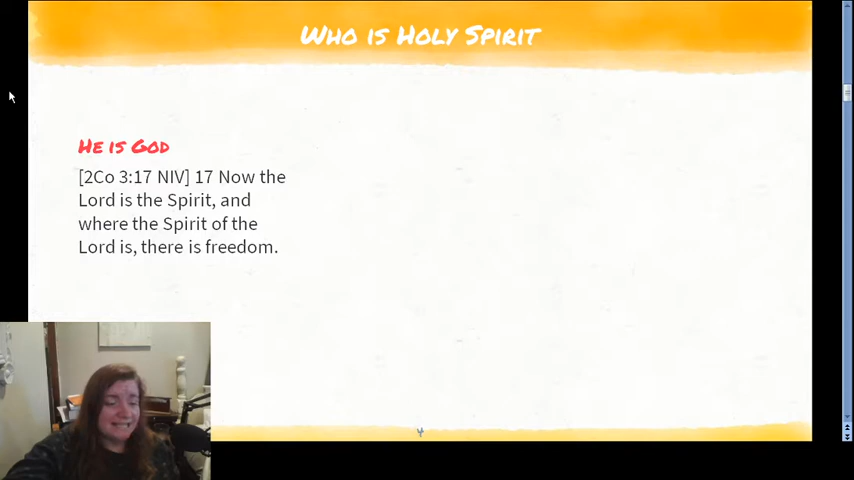 Who is Holy Spirit
He is God
[2Co 3:17 NIV] 17 Now the
Lord is the Spirit, and
where the Spirit of the
Lord is, there is freedom.
4